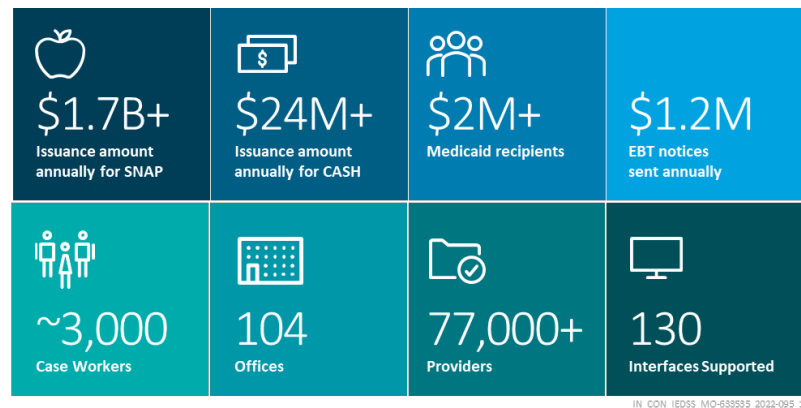 $
$1.7B+
Issuance amount
annually for SNAP
$24M+
Issuance amount
annually for CASH
$2M+
Medicaid recipients
$1.2M
EBT notices
sent annually
~3,000
Case Workers
104
Offices
77,000+
Providers
130
Interfaces Supported
IN CON IEDSS MO-633535 2022-095